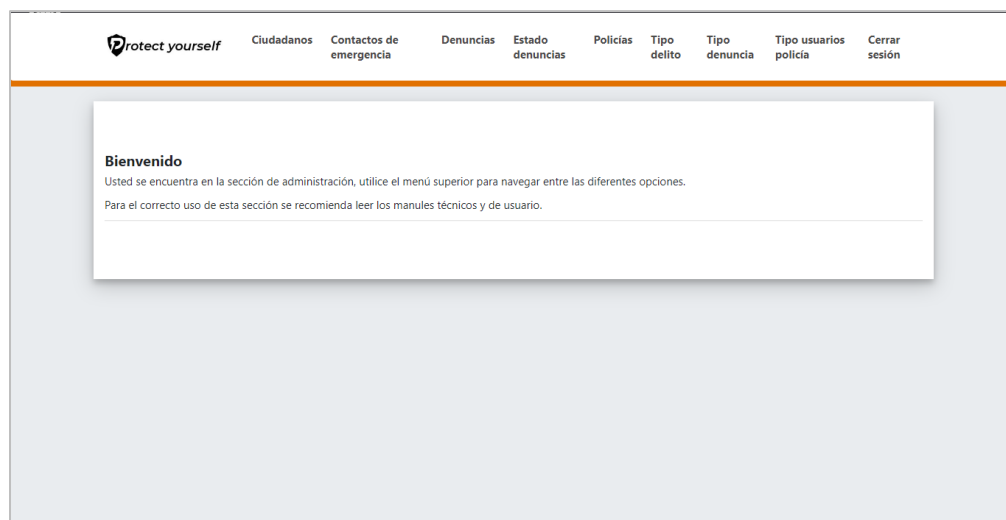 Protect yourself
Ciudadanos
Contactos de
emergencia
Denuncias
Estado
denuncias
Policías
Tipo
delito
Tipo
denuncia
Tipo usuarios
policía
Cerrar
sesión
Bienvenido
Usted se encuentra en la sección de administración, utilice el menú superior para navegar entre las diferentes opciones.
Para el correcto uso de esta sección se recomienda leer los manules técnicos y de usuario.